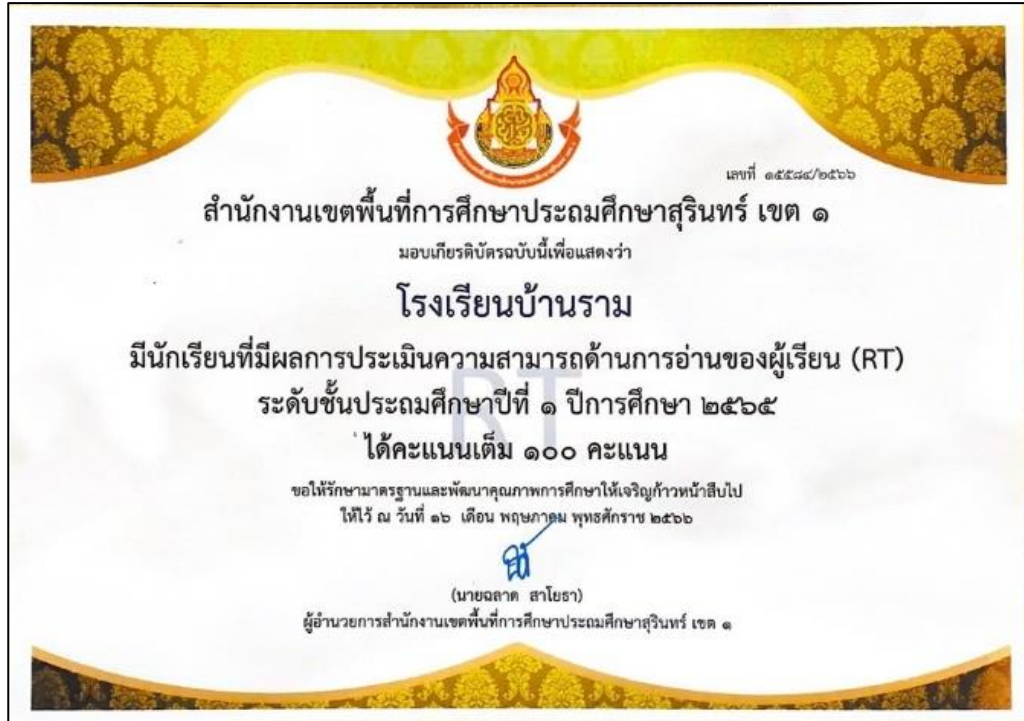 เลขที่ ๑๕๕๘๔/๒๕๖๖
สำนักงานเขตพื้นที่การศึกษาประถมศึกษาสุรินทร์ เขต ๑
มอบเกียรติบัตรฉบับนี้เพื่อแสดงว่า
โรงเรียนบ้านราม
มีนักเรียนที่มีผลการประเมินความสามารถด้านการอ่านของผู้เรียน (RT)
RT
ระดับชั้นประถมศึกษาปีที่ ๑ ปีการศึกษา ๒๕๖๕
ได้คะแนนเต็ม ๑๐๐ คะแนน
ขอให้รักษามาตรฐานและพัฒนาคุณภาพการศึกษาให้เจริญก้าวหน้าสืบไป
ให้ไว้ ณ วันที่ ๑๖ เดือน พฤษภาคม พุทธศักราช ๒๕๖๖
(นายฉลาด สาโยธา)
ผู้อำนวยการสำนักงานเขตพื้นที่การศึกษาประถมศึกษาสุรินทร์ เขต ๑